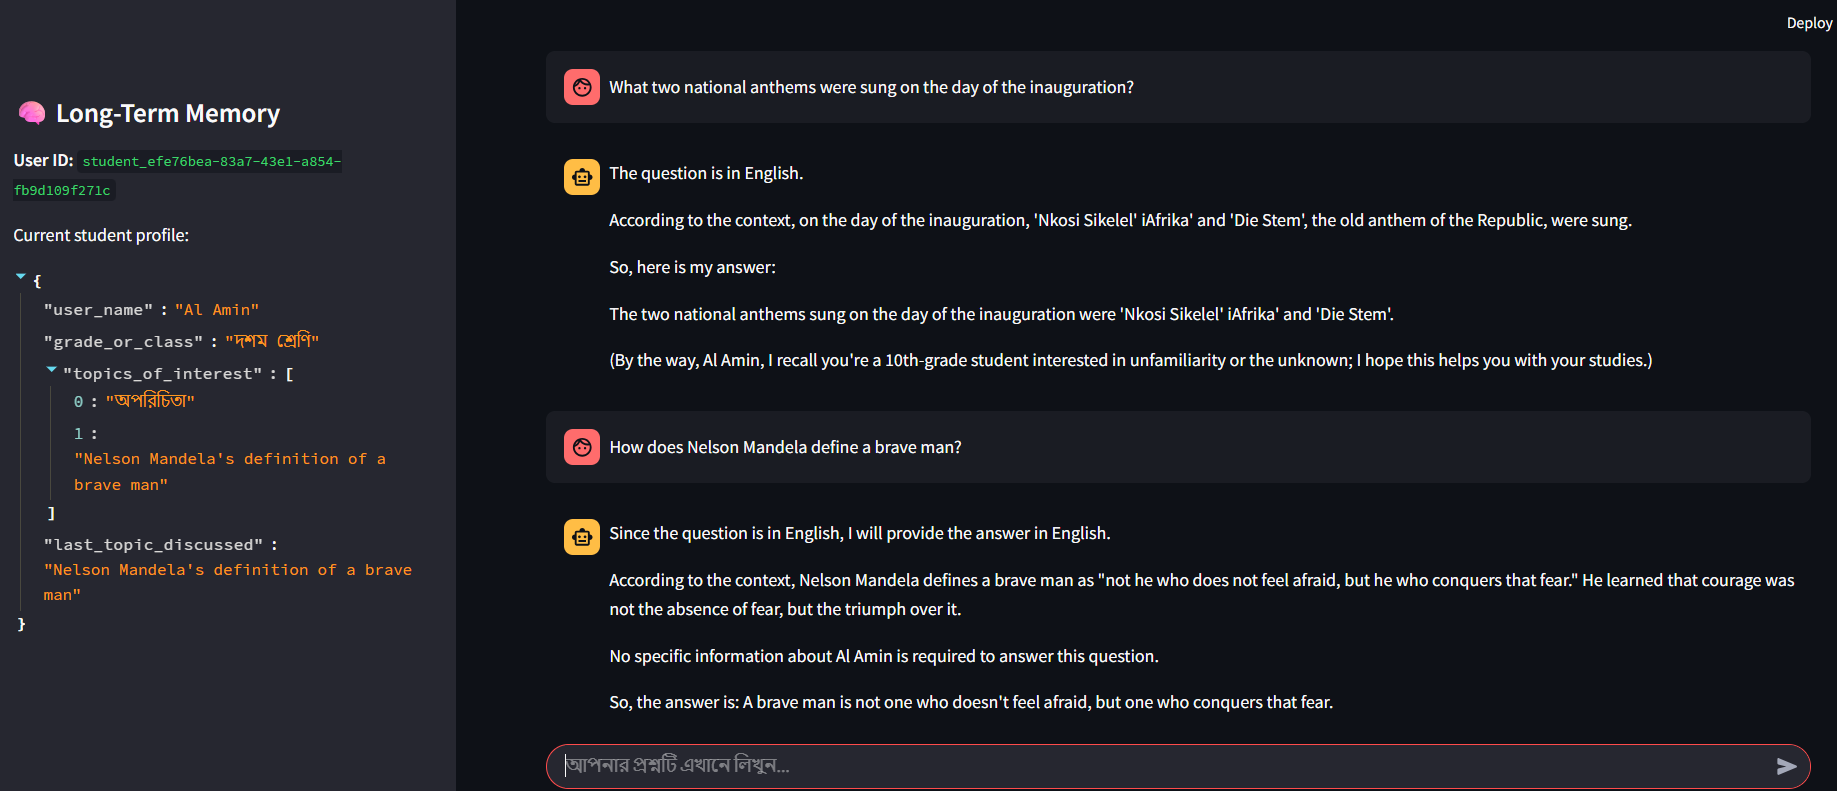 Deploy
🧠 Long-Term Memory
User ID: student_efe76bea-83a7-43e1-a854-
fb9d109f271c
Current student profile:
{
"user_name" : "Al Amin"
"grade_or_class" : "দশম শ্রেণি"
"topics_of_interest" : [
0 : "অপরিচিতা"
1 :
"Nelson Mandela's definition of a
brave man"
]
"last_topic_discussed" :
"Nelson Mandela's definition of a brave
man"
}
What two national anthems were sung on the day of the inauguration?
The question is in English.
According to the context, on the day of the inauguration, 'Nkosi Sikelel' iAfrika' and 'Die Stem', the old anthem of the Republic, were sung.
So, here is my answer:
The two national anthems sung on the day of the inauguration were 'Nkosi Sikelel' iAfrika' and 'Die Stem'.
(By the way, Al Amin, I recall you're a 10th-grade student interested in unfamiliarity or the unknown; I hope this helps you with your studies.)
How does Nelson Mandela define a brave man?
Since the question is in English, I will provide the answer in English.
According to the context, Nelson Mandela defines a brave man as "not he who does not feel afraid, but he who conquers that fear." He learned that courage was
not the absence of fear, but the triumph over it.
No specific information about Al Amin is required to answer this question.
So, the answer is: A brave man is not one who doesn't feel afraid, but one who conquers that fear.
আপনার প্রশ্নটি এখানে লিখুন...